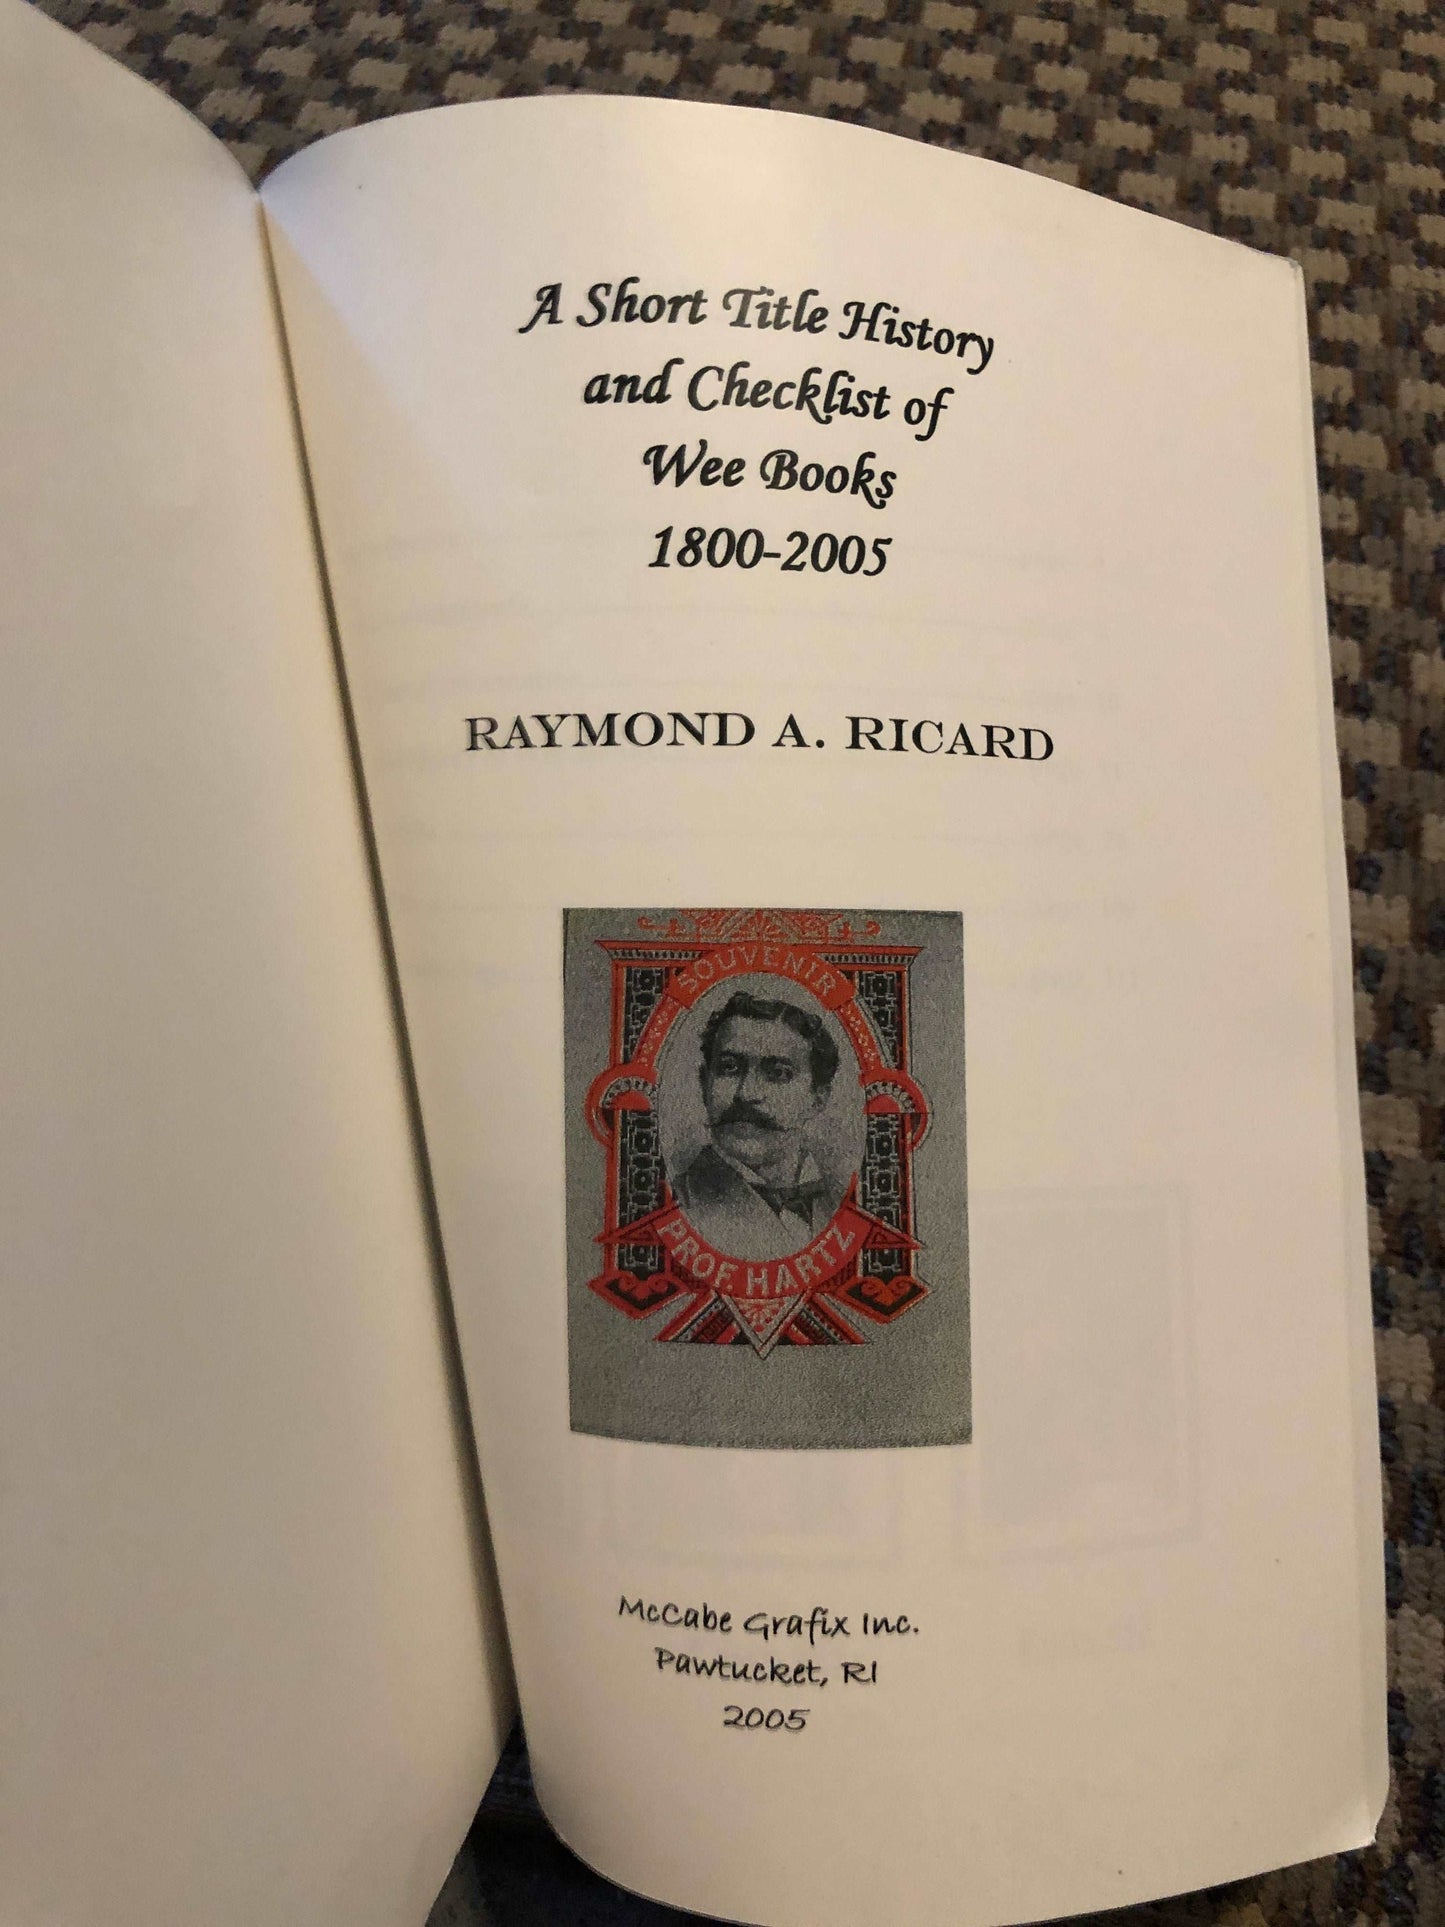 A Short Title History
and Checklist of
Wee Books
1800-2005
RAYMOND A. RICARD
SOUVENIR
PROF. HARTZ
McCabe Grafix Inc.
Pawtucket, RI
2005